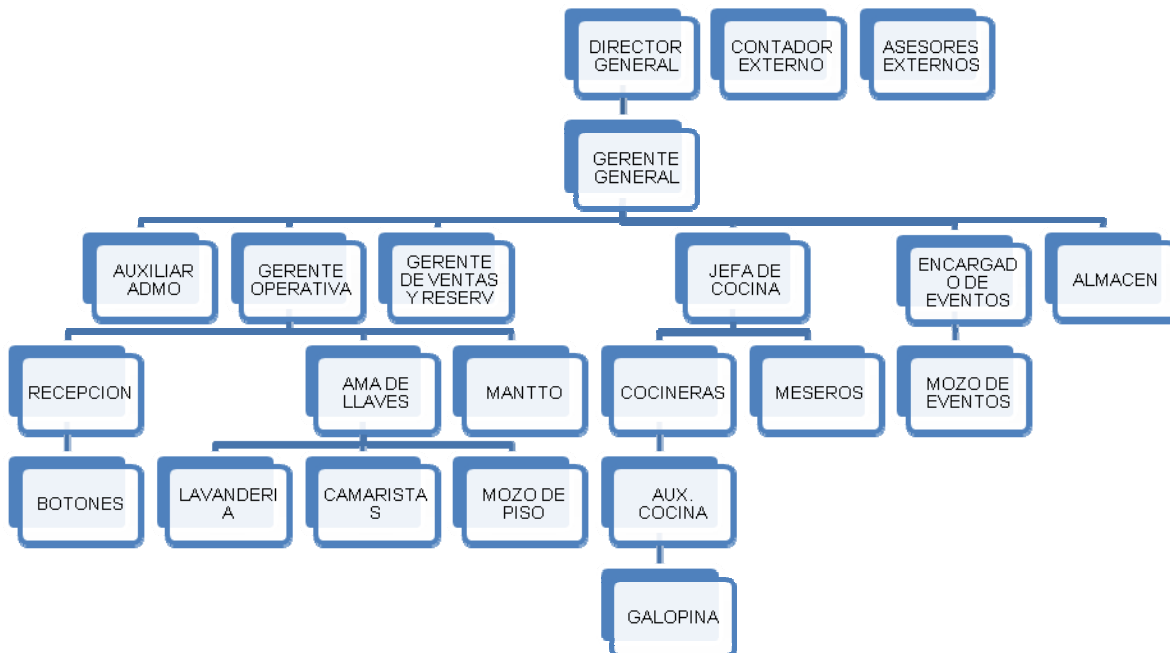 DIRECTOR
GENERAL
CONTADOR
EXTERNO
ASESORES
EXTERNOS
GERENTE
GENERAL
AUXILIAR
ADMO
GERENTE
OPERATIVA
GERENTE
DE VENTAS
Y RESERV
JEFA DE
COCINA
ENCARGAD
O DE
EVENTOS
ALMACEN
RECEPCION
AMA DE
LLAVES
MANTTO
COCINERAS
MESEROS
MOZO DE
EVENTOS
BOTONES
LAVANDERI
A
CAMARISTA
S
MOZO DE
PISO
AUX.
COCINA
GALOPINA